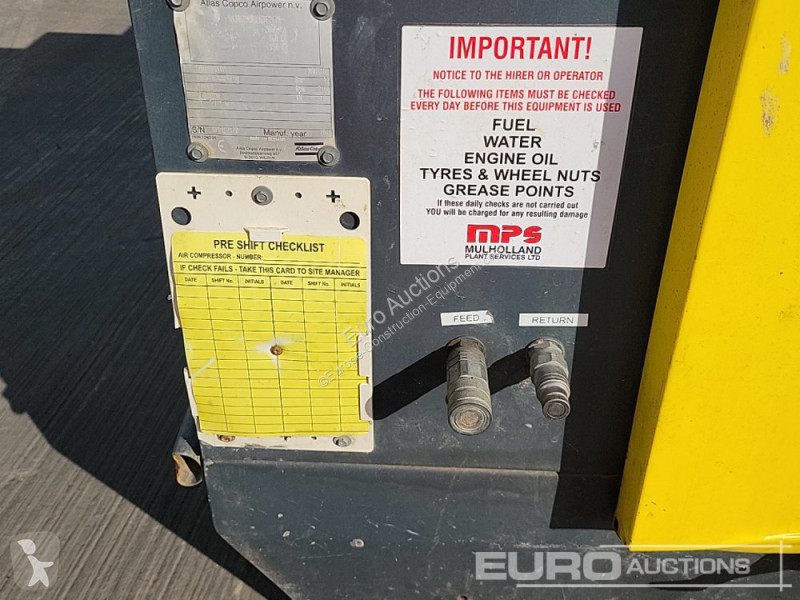 Atlas Copco Airpower n.v.
S/N
Manuf. year
Atlas Copco
IMPORTANT!
NOTICE TO THE HIRER OR OPERATOR
THE FOLLOWING ITEMS MUST BE CHECKED
EVERY DAY BEFORE THIS EQUIPMENT IS USED
FUEL
WATER
ENGINE OIL
TYRES & WHEEL NUTS
GREASE POINTS
If these daily checks are not carried out
YOU will be charged for any resulting damage
MPS
MULHOLLAND
PLANT SERVICES LTD
PRE SHIFT CHECKLIST
AIR COMPRESSOR - NUMBER:
IF CHECK FAILS - TAKE THIS CARD TO SITE MANAGER
DATE SHIFT No. INITIALS DATE SHIFT No. INITIALS
FEED
RETURN
Euro Auctions
EURO AUCTIONS